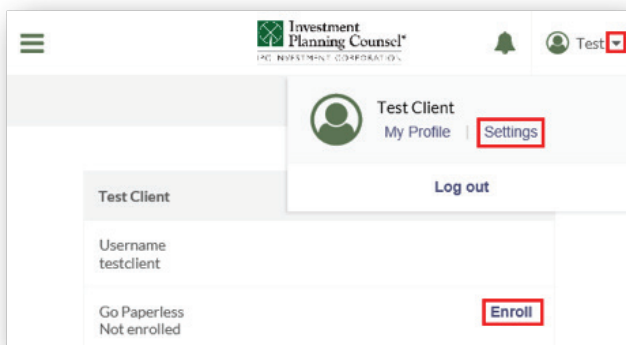 Investment
Planning Counsel*
IPC INVESTMENT CORPORATION
Test
Test Client
My Profile | Settings
Log out
Test Client
Username
testclient
Go Paperless
Enroll
Not enrolled